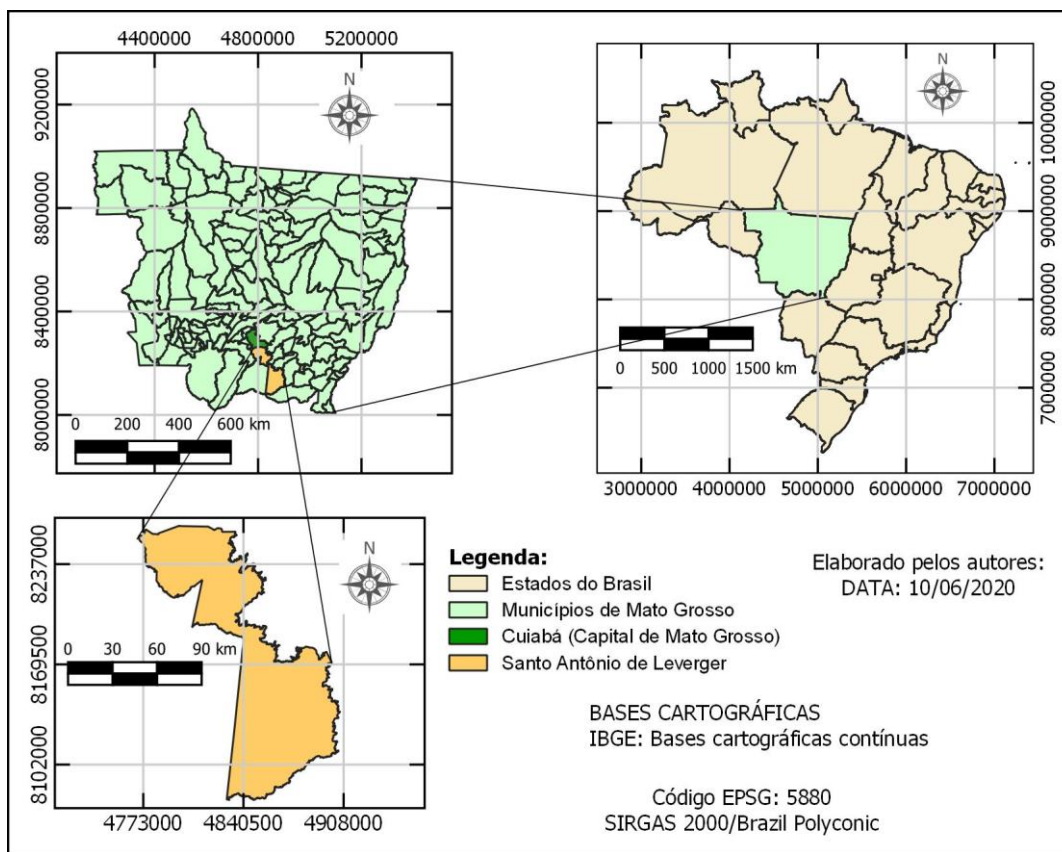 4400000 4800000 5200000
9200000
8800000
8400000
8000000
N
0 200 400 600 km
N
10000000
9000000
8000000
7000000
0 500 1000 1500 km
3000000 4000000 5000000 6000000 7000000
N
8237000
8169500
8102000
0 30 60 90 km
4773000 4840500 4908000
Legenda:
Estados do Brasil
Municípios de Mato Grosso
Cuiabá (Capital de Mato Grosso)
Santo Antônio de Leverger
Elaborado pelos autores:
DATA: 10/06/2020
BASES CARTOGRÁFICAS
IBGE: Bases cartográficas contínuas
Código EPSG: 5880
SIRGAS 2000/Brazil Polyconic